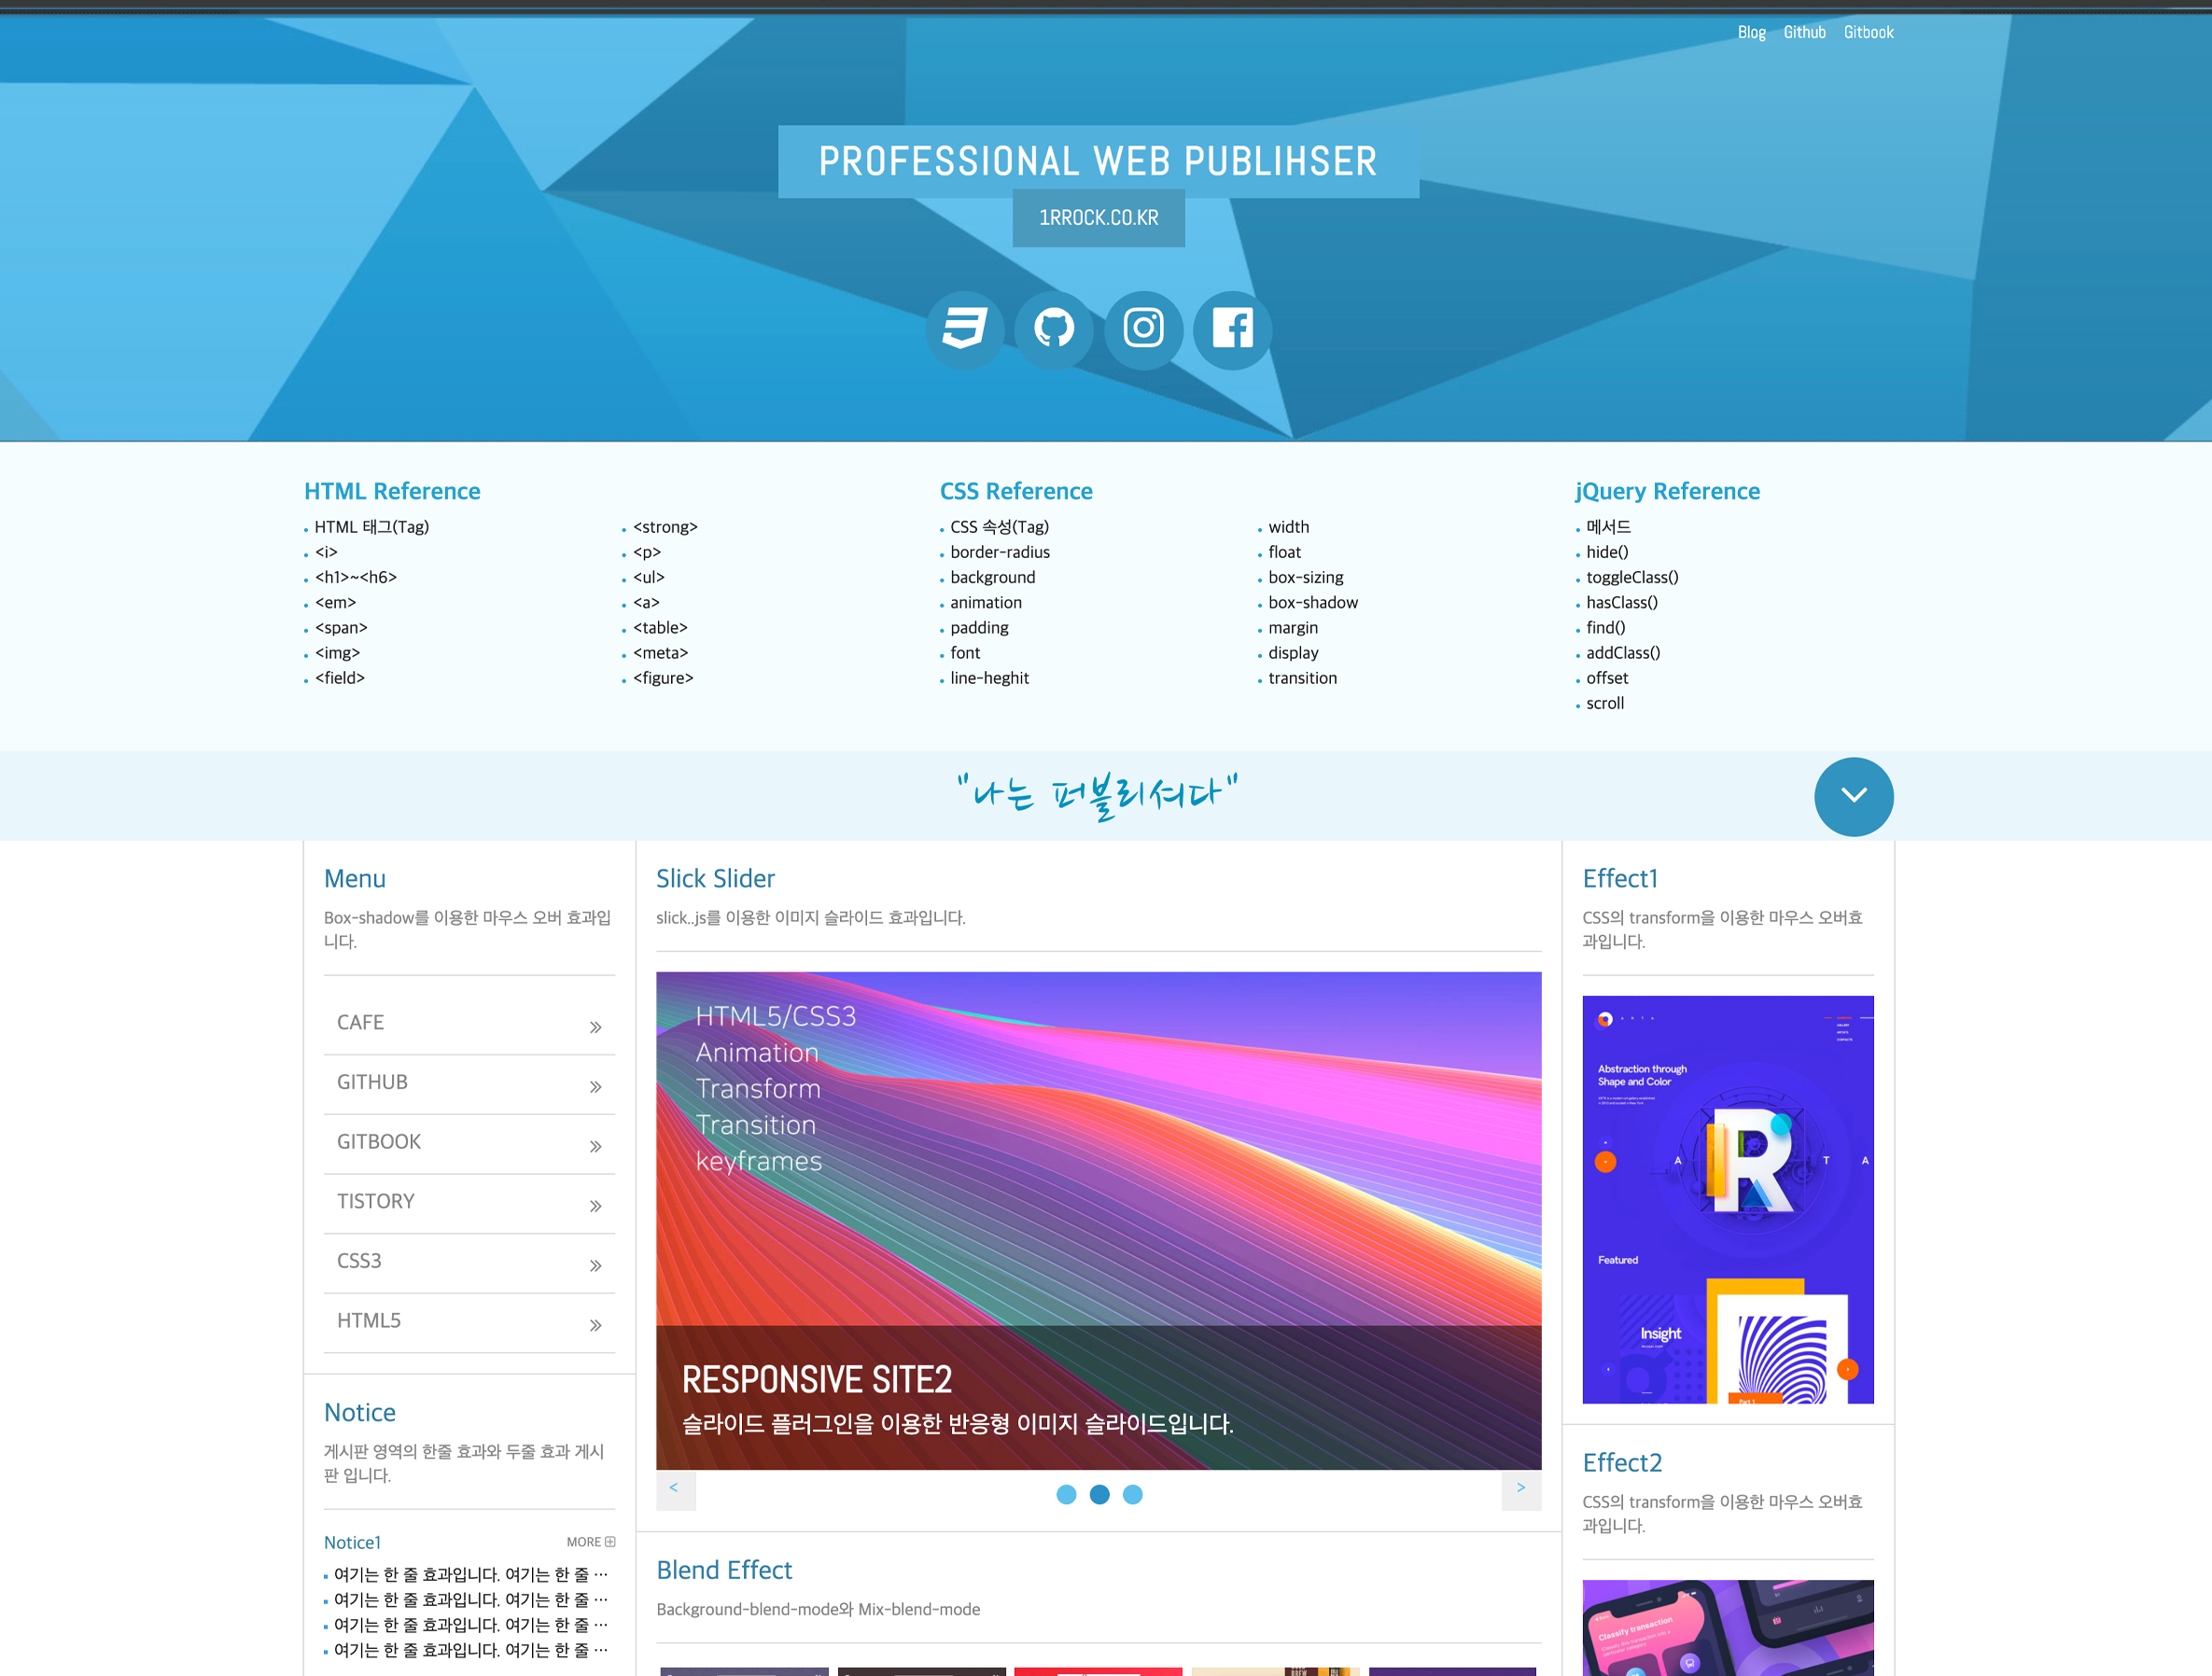 Blog Github Gitbook
PROFESSIONAL WEB PUBLIHSER
1RROCK.CO.KR
HTML Reference
HTML 태그(Tag)
<i>
<h1>~<h6>
<em>
<span>
<img>
<field>
<strong>
<p>
<ul>
<a>
<table>
<meta>
<figure>
CSS Reference
CSS 속성(Tag)
border-radius
background
animation
padding
font
line-heghit
width
float
box-sizing
box-shadow
margin
display
transition
jQuery Reference
메서드
hide()
toggleClass()
hasClass()
find()
addClass()
offset
scroll
"나는 퍼블리셔다"
Menu
Box-shadow를 이용한 마우스 오버 효과입
니다.
CAFE
GITHUB
GITBOOK
TISTORY
CSS3
HTML5
Notice
게시판 영역의 한줄 효과와 두줄 효과 게시
판 입니다.
Notice1 MORE
여기는 한 줄 효과입니다. 여기는 한 줄 …
여기는 한 줄 효과입니다. 여기는 한 줄 …
여기는 한 줄 효과입니다. 여기는 한 줄 …
여기는 한 줄 효과입니다. 여기는 한 줄 …
Slick Slider
slick..js를 이용한 이미지 슬라이드 효과입니다.
HTML5/CSS3
Animation
Transform
Transition
keyframes
RESPONSIVE SITE2
슬라이드 플러그인을 이용한 반응형 이미지 슬라이드입니다.
< >
Blend Effect
Background-blend-mode와 Mix-blend-mode
Effect1
CSS의 transform을 이용한 마우스 오버효
과입니다.
Abstraction through
Shape and Color
A R T A
Featured
Insight
Part 1
Effect2
CSS의 transform을 이용한 마우스 오버효
과입니다.
Classify transaction